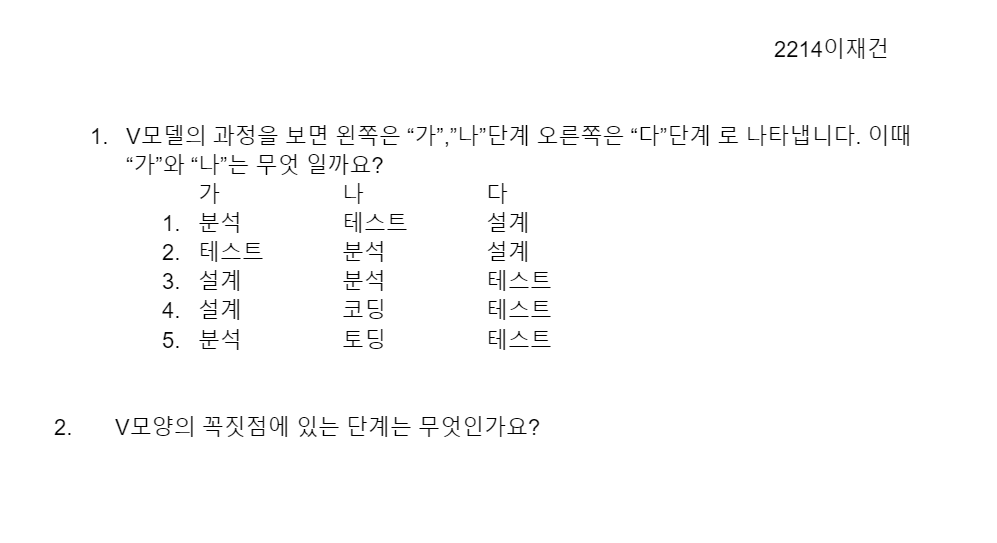 2214이재건
1. V모델의 과정을 보면 왼쪽은 “가”,”나”단계 오른쪽은 “다”단계 로 나타냅니다. 이때
“가”와 “나”는 무엇 일까요?
가 나 다
1. 분석 테스트 설계
2. 테스트 분석 설계
3. 설계 분석 테스트
4. 설계 코딩 테스트
5. 분석 토딩 테스트
2. V모양의 꼭짓점에 있는 단계는 무엇인가요?